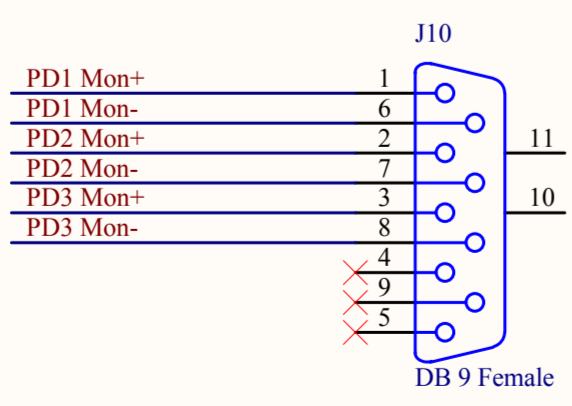 J10
PD1 Mon+ 1
PD1 Mon- 6
PD2 Mon+ 2 11
PD2 Mon- 7
PD3 Mon+ 3 10
PD3 Mon- 8
4
9
5
DB 9 Female